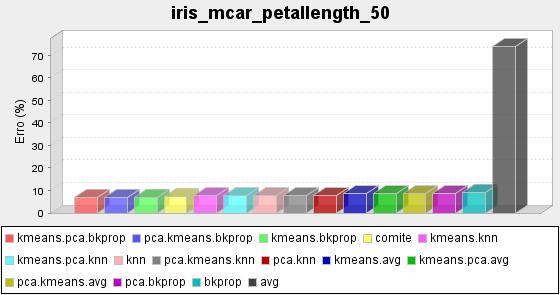 iris_mcar_petallength_50
Erro (%)
70
60
50
40
30
20
10
0
kmeans.pca.bkprop pca.kmeans.bkprop kmeans.bkprop comite kmeans.knn
kmeans.pca.knn knn pca.kmeans.knn pca.knn kmeans.avg kmeans.pca.avg
pca.kmeans.avg pca.bkprop bkprop avg